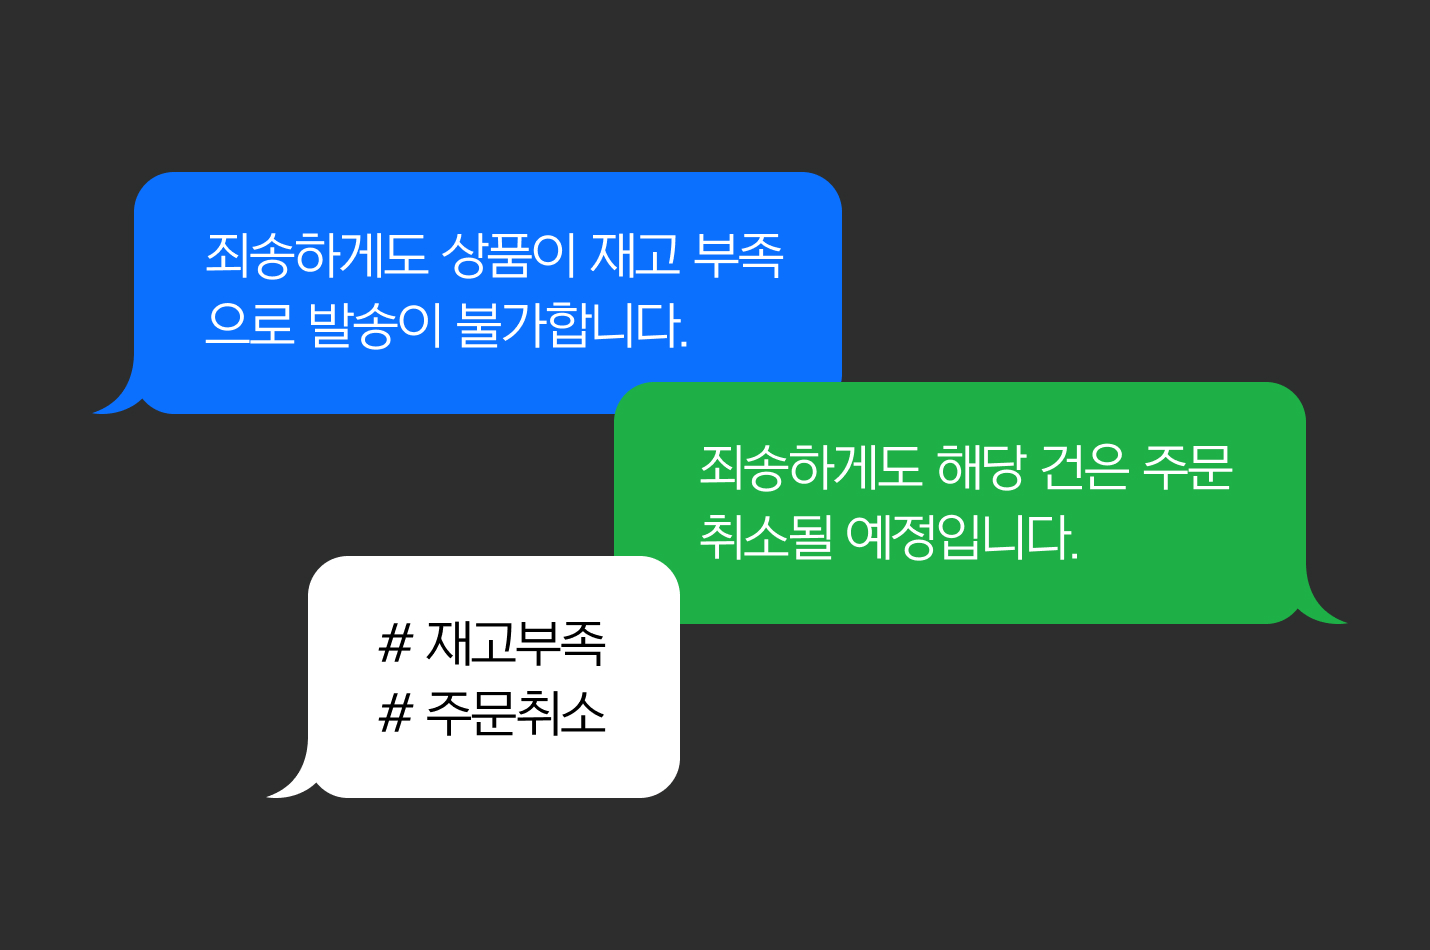 죄송하게도 상품이 재고 부족
으로 발송이 불가합니다.
죄송하게도 해당 건은 주문
취소될 예정입니다.
# 재고부족
# 주문취소